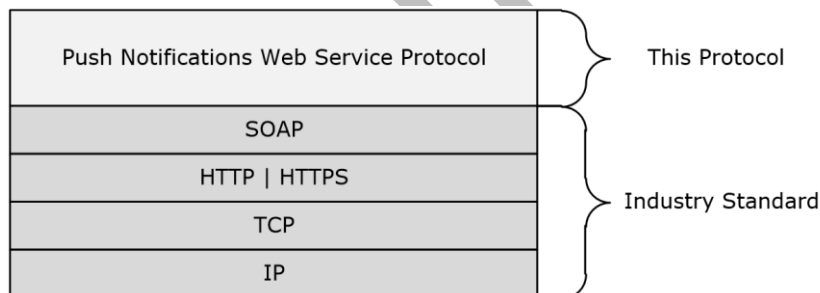 Push Notifications Web Service Protocol
This Protocol
SOAP
HTTP | HTTPS
TCP
IP
Industry Standard